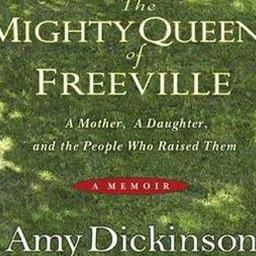 The
MIGHTY QUEEN
of
FREEVILLE
A Mother, A Daughter,
and the People Who Raised Them
A MEMOIR
Amy Dickinson